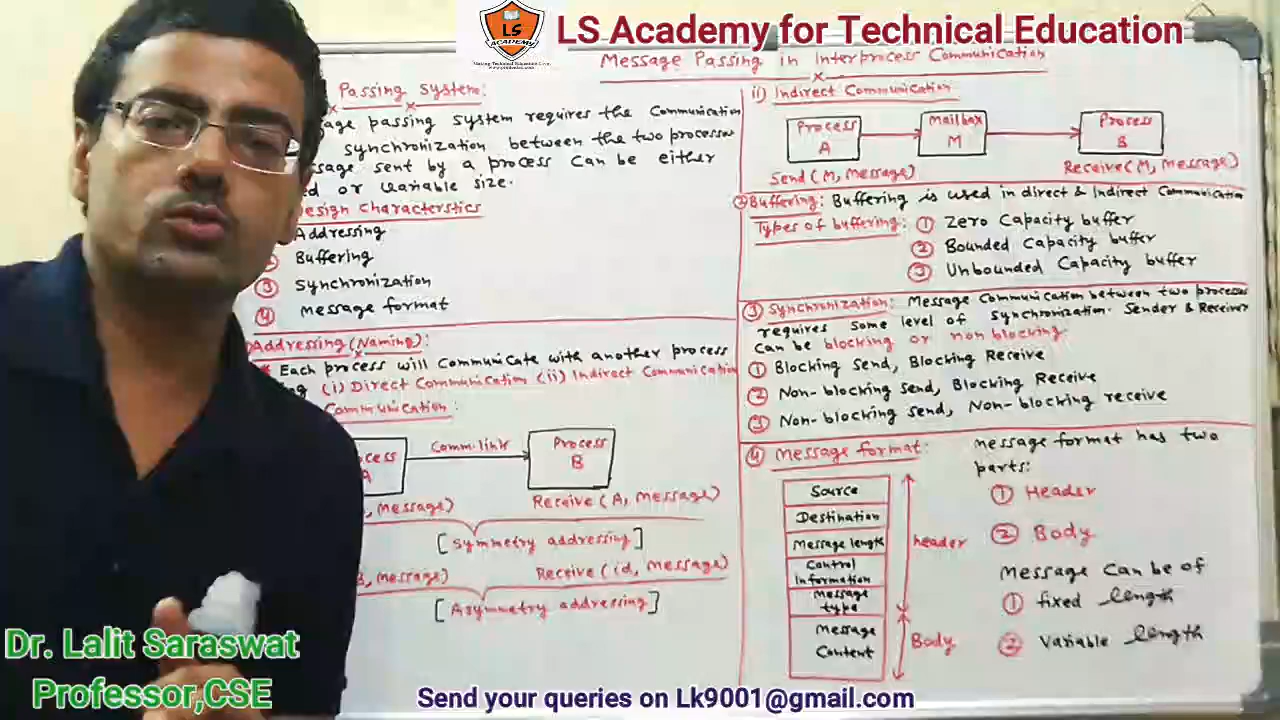 LS Academy for Technical Education
LS
ACADEMY
Message Passing in Interprocess Communication
Passing System:
age passing system requires the Communication
synchronization between the two processes
ssage sent by a process can be either
ed or variable size.
Design Characterstics
Addressing
Buffering
③ Synchronization
④ message format
Addressing (Naming):
* Each process will Communicate with another process
ng (i) Direct Communication (ii) Indirect Communication
Communication:
cess
A
Comm. link
Process
B
, message)
Receive (A, message)
[Symmetry addressing]
B, message)
Receive (id, message)
[Asymmetry addressing]
ii) Indirect Communication
Process
A
Mailbox
M
Process
B
Send (M, message)
Receive (M, message)
② Buffering: Buffering is used in direct & Indirect Communication
Types of buffering: ① Zero Capacity buffer
② Bounded Capacity buffer
③ Unbounded Capacity buffer
③ Synchronization: Message Communication between two processes
requires some level of synchronization. Sender & Receiver
can be blocking or non blocking.
① Blocking Send, Blocking Receive
② Non-blocking send, Blocking Receive
③ Non-blocking send, Non-blocking receive
④ Message format:
Source
Destination
Message length
Control
Information
Message
type
Message
Content
header
Body
message format has two
parts:
① Header
② Body
Message can be of
① fixed length
② variable length
Dr. Lalit Saraswat
Professor,CSE
Send your queries on Lk9001@gmail.com